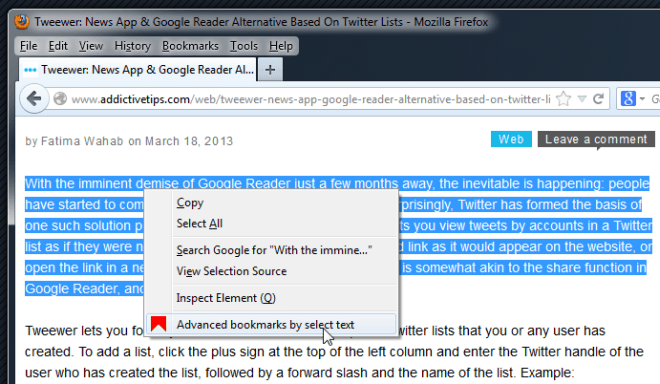 Tweewer: News App & Google Reader Alternative Based On Twitter Lists - Mozilla Firefox
File Edit View History Bookmarks Tools Help
Tweewer: News App & Google Reader Al...
www.addictivetips.com/web/tweewer-news-app-google-reader-alternative-based-on-twitter-li
by Fatima Wahab on March 18, 2013
Web
Leave a comment
With the imminent demise of Google Reader just a few months away, the inevitable is happening: people
have started to com prisingly, Twitter has formed the basis of
one such solution p ts you view tweets by accounts in a Twitter
list as if they were n d link as it would appear on the website, or
open the link in a ne is somewhat akin to the share function in
Google Reader, and
Copy
Select All
Search Google for "With the immine..."
View Selection Source
Inspect Element (Q)
Advanced bookmarks by select text
Tweewer lets you fo witter lists that you or any user has
created. To add a list, click the plus sign at the top of the left column and enter the Twitter handle of
the user who has created the list, followed by a forward slash and the name of the list. Example: